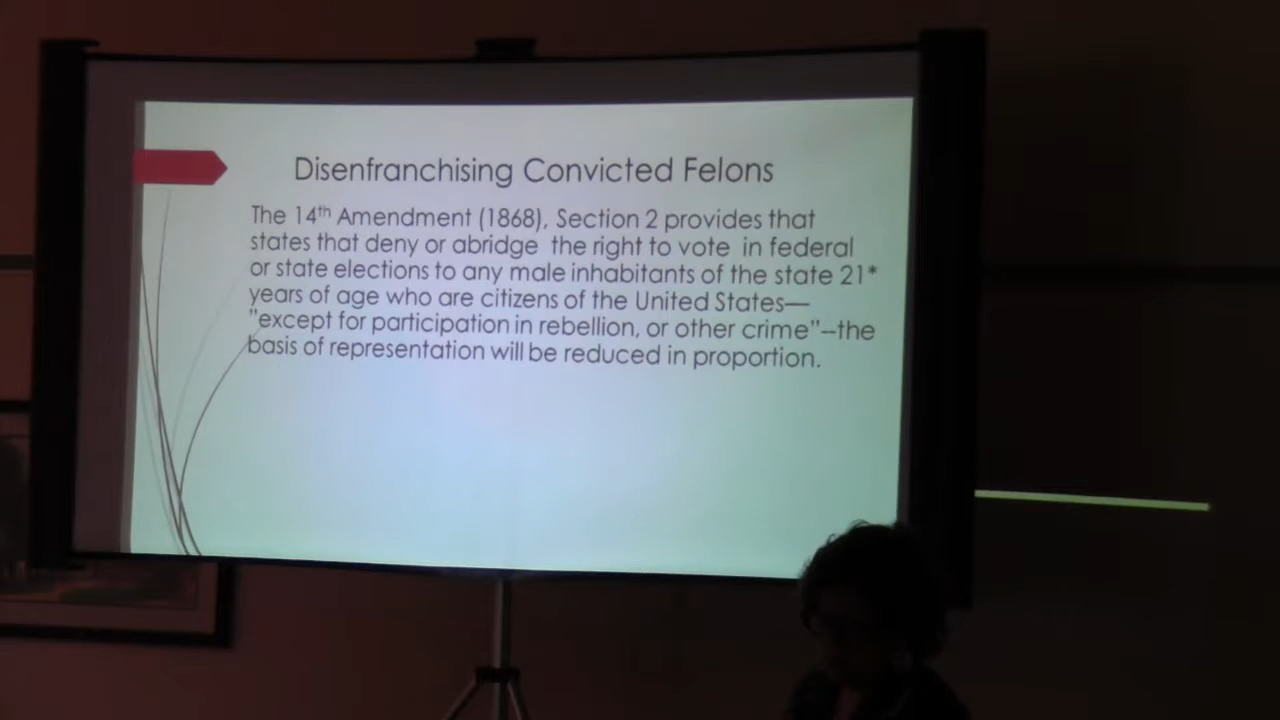 Disenfranchising Convicted Felons
The 14th Amendment (1868), Section 2 provides that
states that deny or abridge the right to vote in federal
or state elections to any male inhabitants of the state 21*
years of age who are citizens of the United States—
"except for participation in rebellion, or other crime"–the
basis of representation will be reduced in proportion.